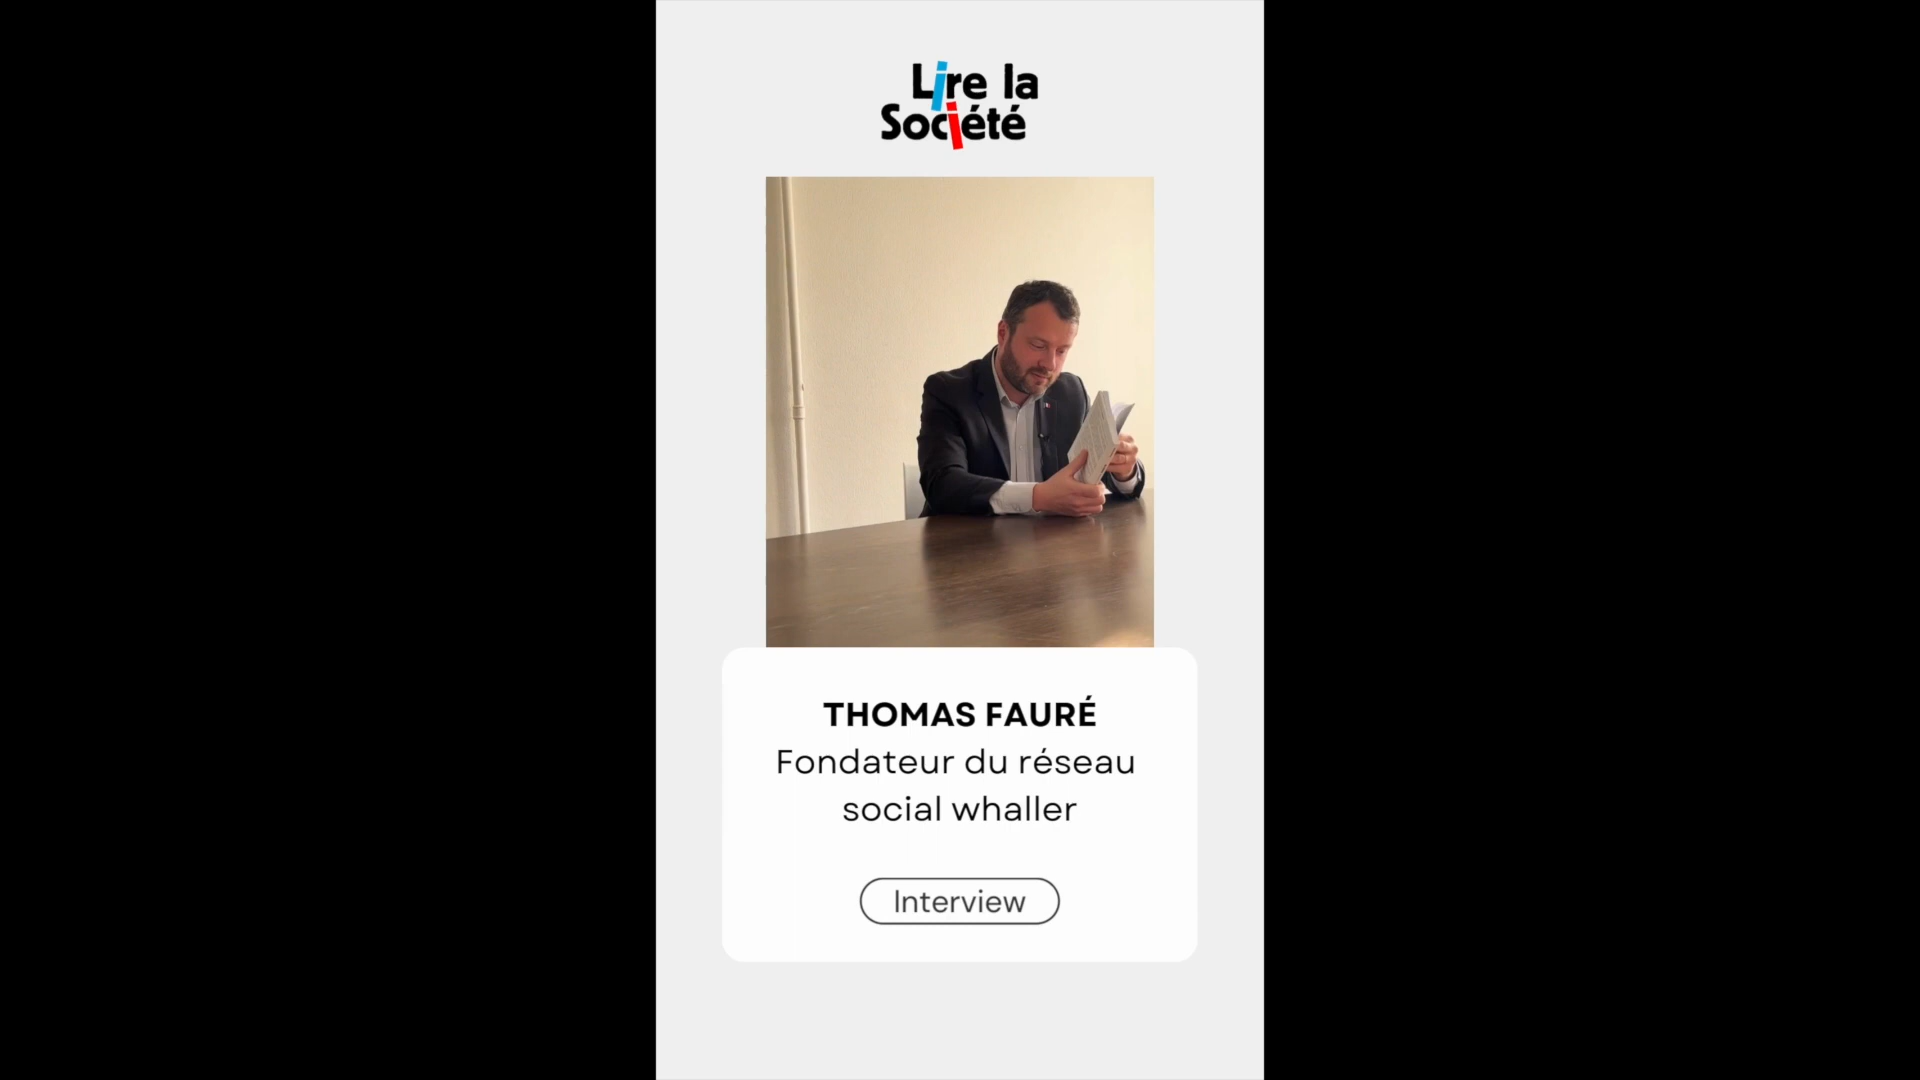 Lire la
Société
THOMAS FAURÉ
Fondateur du réseau
social whaller
Interview